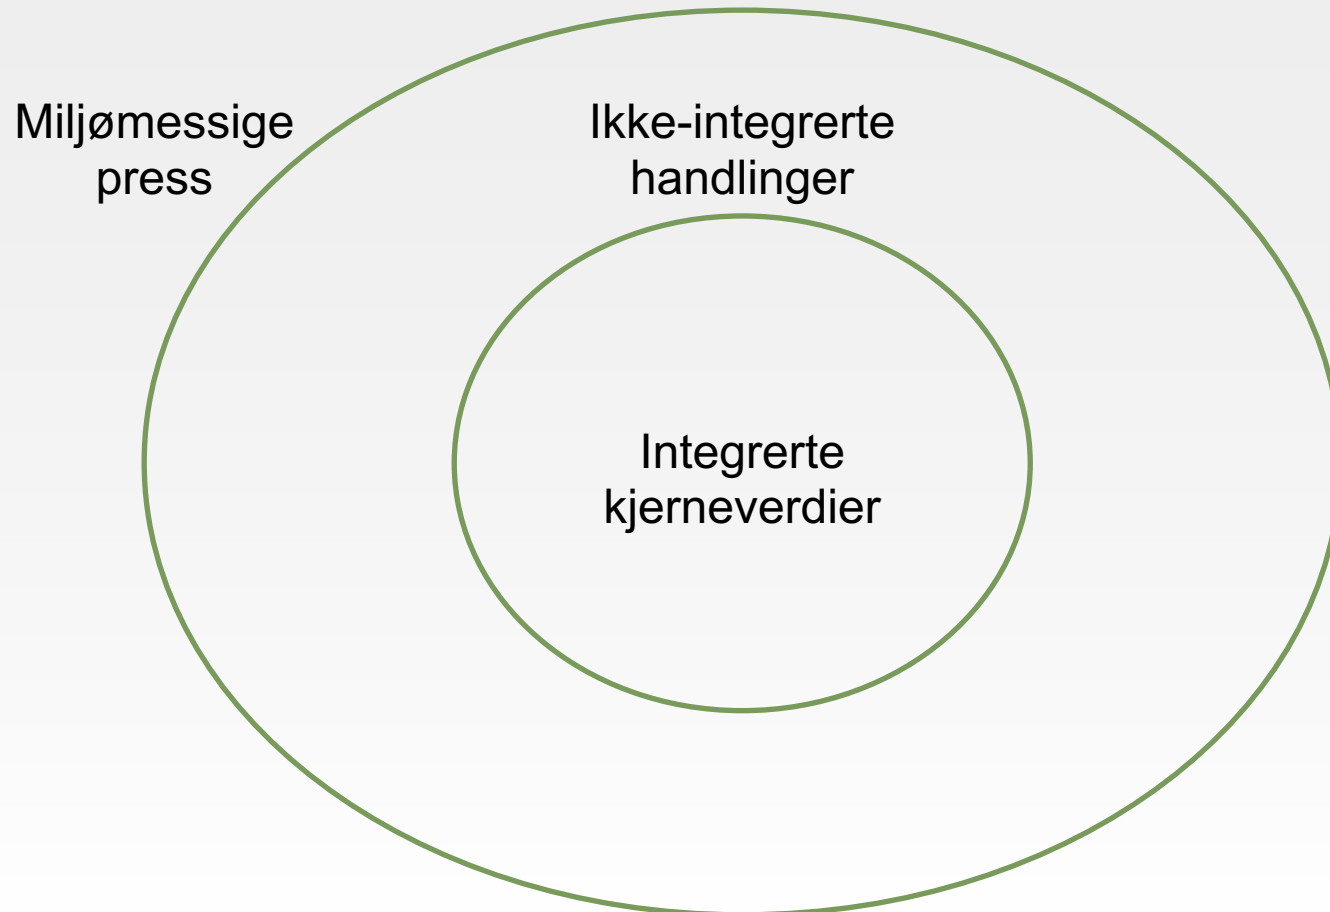 Miljømessige
press
Ikke-integrerte
handlinger
Integrerte
kjerneverdier